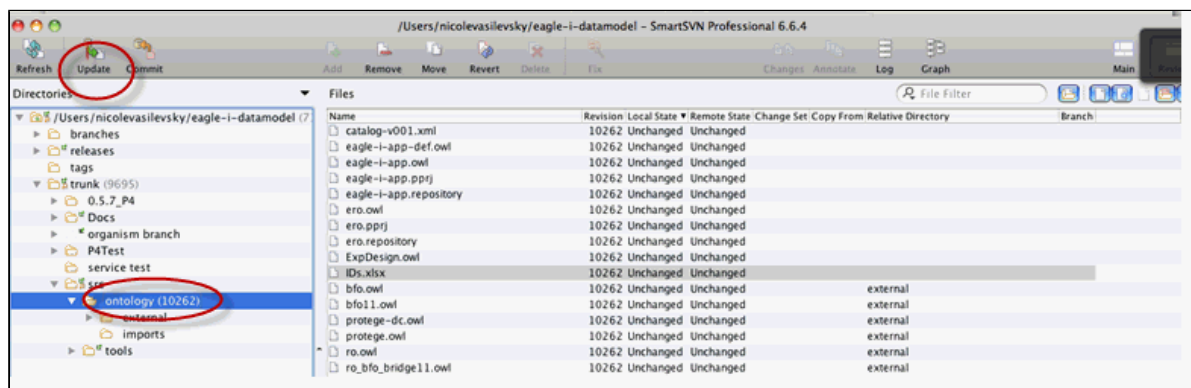 /Users/nicolevasilevsky/eagle-i-datamodel – SmartSVN Professional 6.6.4
Refresh Update Commit Add Remove Move Revert Delete Fix Changes Annotate Log Graph Main
Directories Files File Filter
/Users/nicolevasilevsky/eagle-i-datamodel (7
branches
releases
tags
trunk (9695)
0.5.7_P4
Docs
organism branch
P4Test
service test
src
ontology (10262)
external
imports
tools
Name Revision Local State Remote State Change Set Copy From Relative Directory Branch
catalog-v001.xml 10262 Unchanged Unchanged
eagle-i-app-def.owl 10262 Unchanged Unchanged
eagle-i-app.owl 10262 Unchanged Unchanged
eagle-i-app.pprj 10262 Unchanged Unchanged
eagle-i-app.repository 10262 Unchanged Unchanged
ero.owl 10262 Unchanged Unchanged
ero.pprj 10262 Unchanged Unchanged
ero.repository 10262 Unchanged Unchanged
ExpDesign.owl 10262 Unchanged Unchanged
IDs.xlsx 10262 Unchanged Unchanged
bfo.owl 10262 Unchanged Unchanged external
bfo11.owl 10262 Unchanged Unchanged external
protege-dc.owl 10262 Unchanged Unchanged external
protege.owl 10262 Unchanged Unchanged external
ro.owl 10262 Unchanged Unchanged external
ro_bfo_bridge11.owl 10262 Unchanged Unchanged external